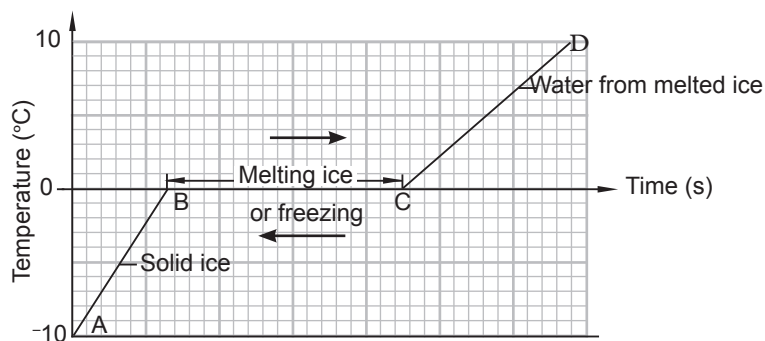 10
D
Water from melted ice
Temperature (°C)
Melting ice
0
B
C
Time (s)
or freezing
Solid ice
−10
A